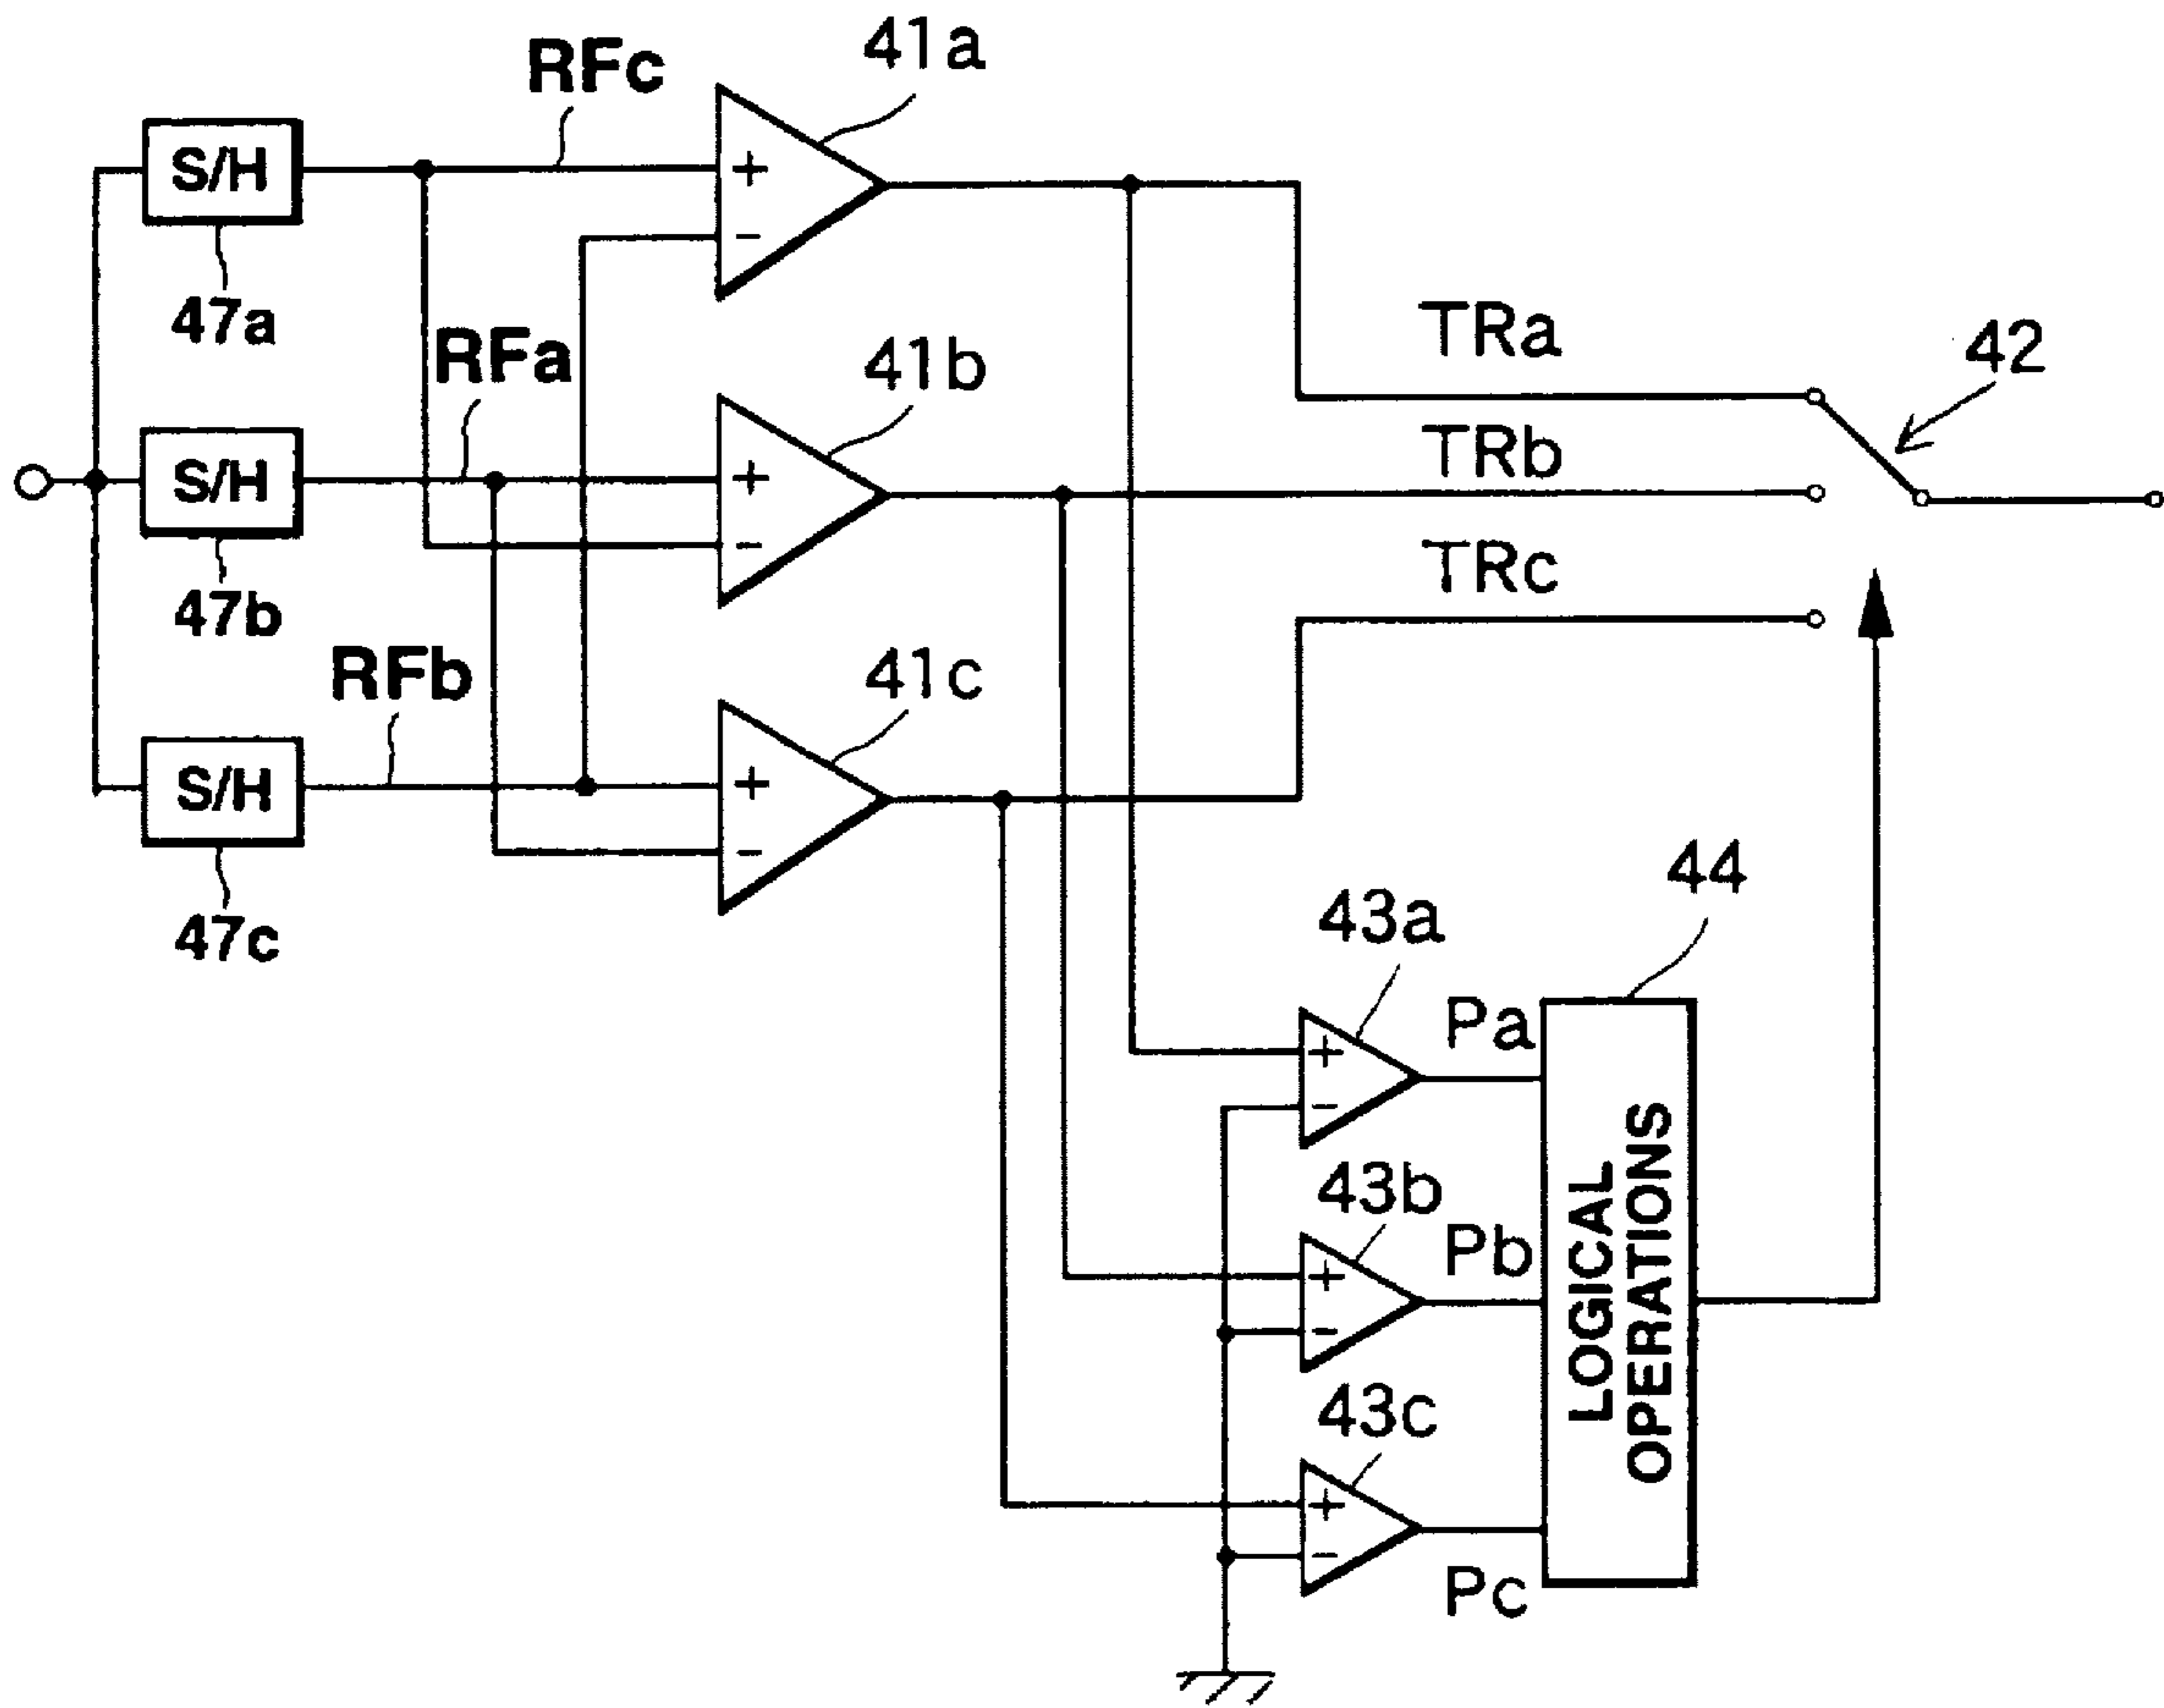 RFc
41a
S/H
+
−
47a
RFa
41b
TRa
42
S/H
+
−
TRb
47b
TRc
RFb
41c
S/H
+
−
47c
44
43a
Pa
+
−
LOGICAL
OPERATIONS
43b
Pb
+
−
43c
+
−
Pc